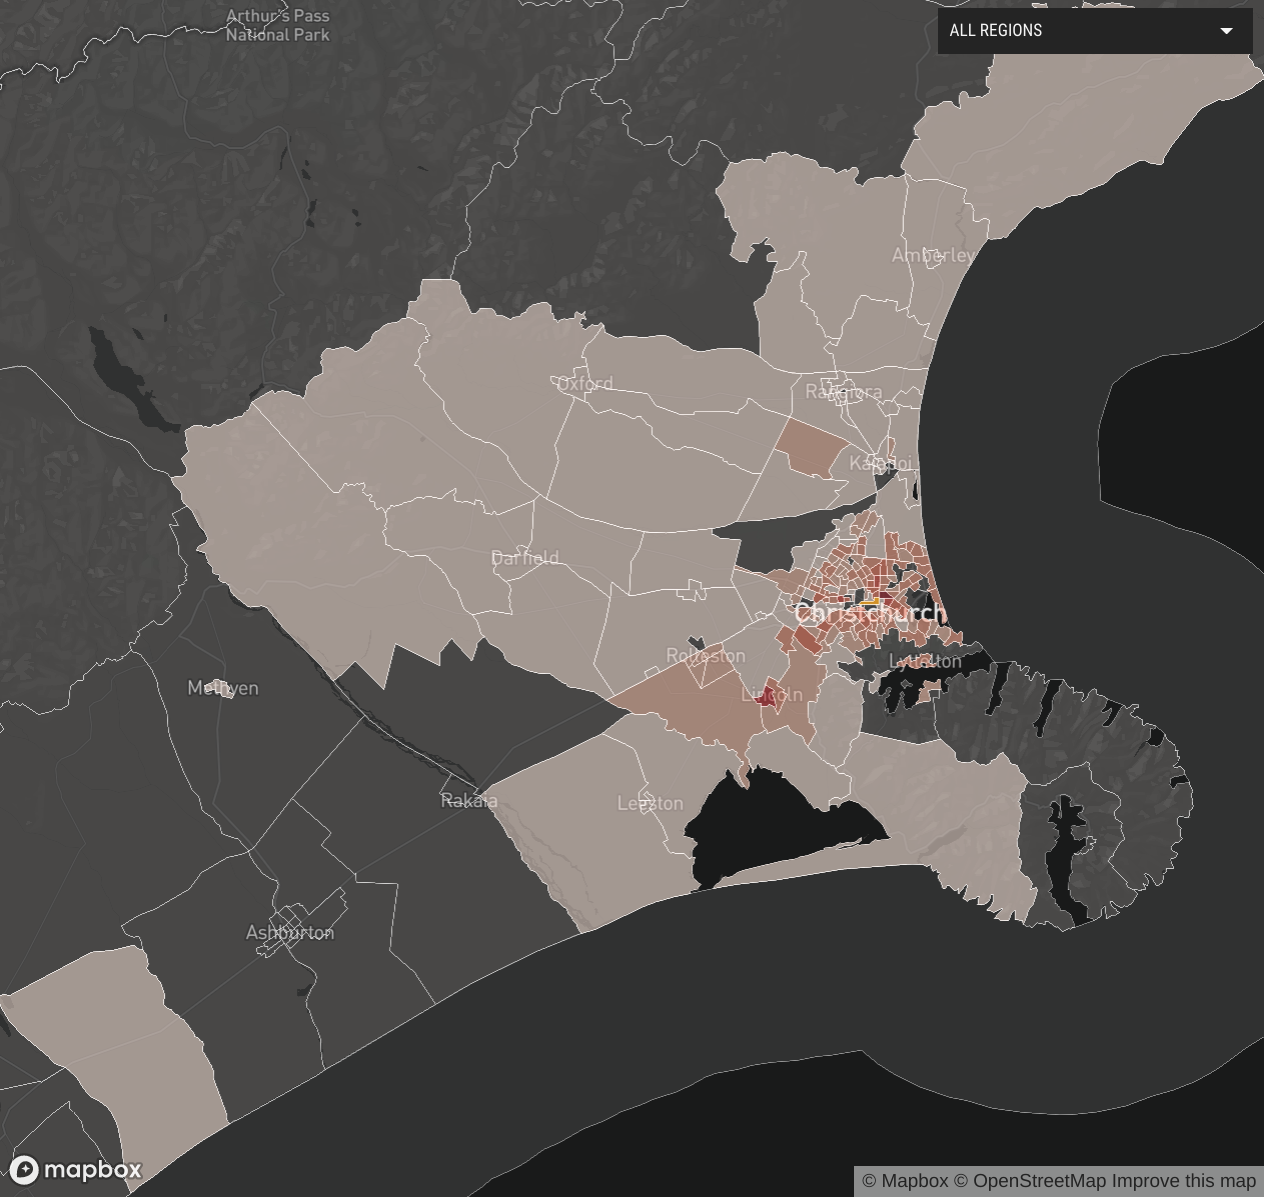 Arthur's Pass
National Park
ALL REGIONS
Amberley
Oxford
Rangiora
Kaiapoi
Darfield
Christchurch
Rolleston
Lyttelton
Methven
Lincoln
Rakaia
Leeston
Ashburton
mapbox
© Mapbox © OpenStreetMap Improve this map